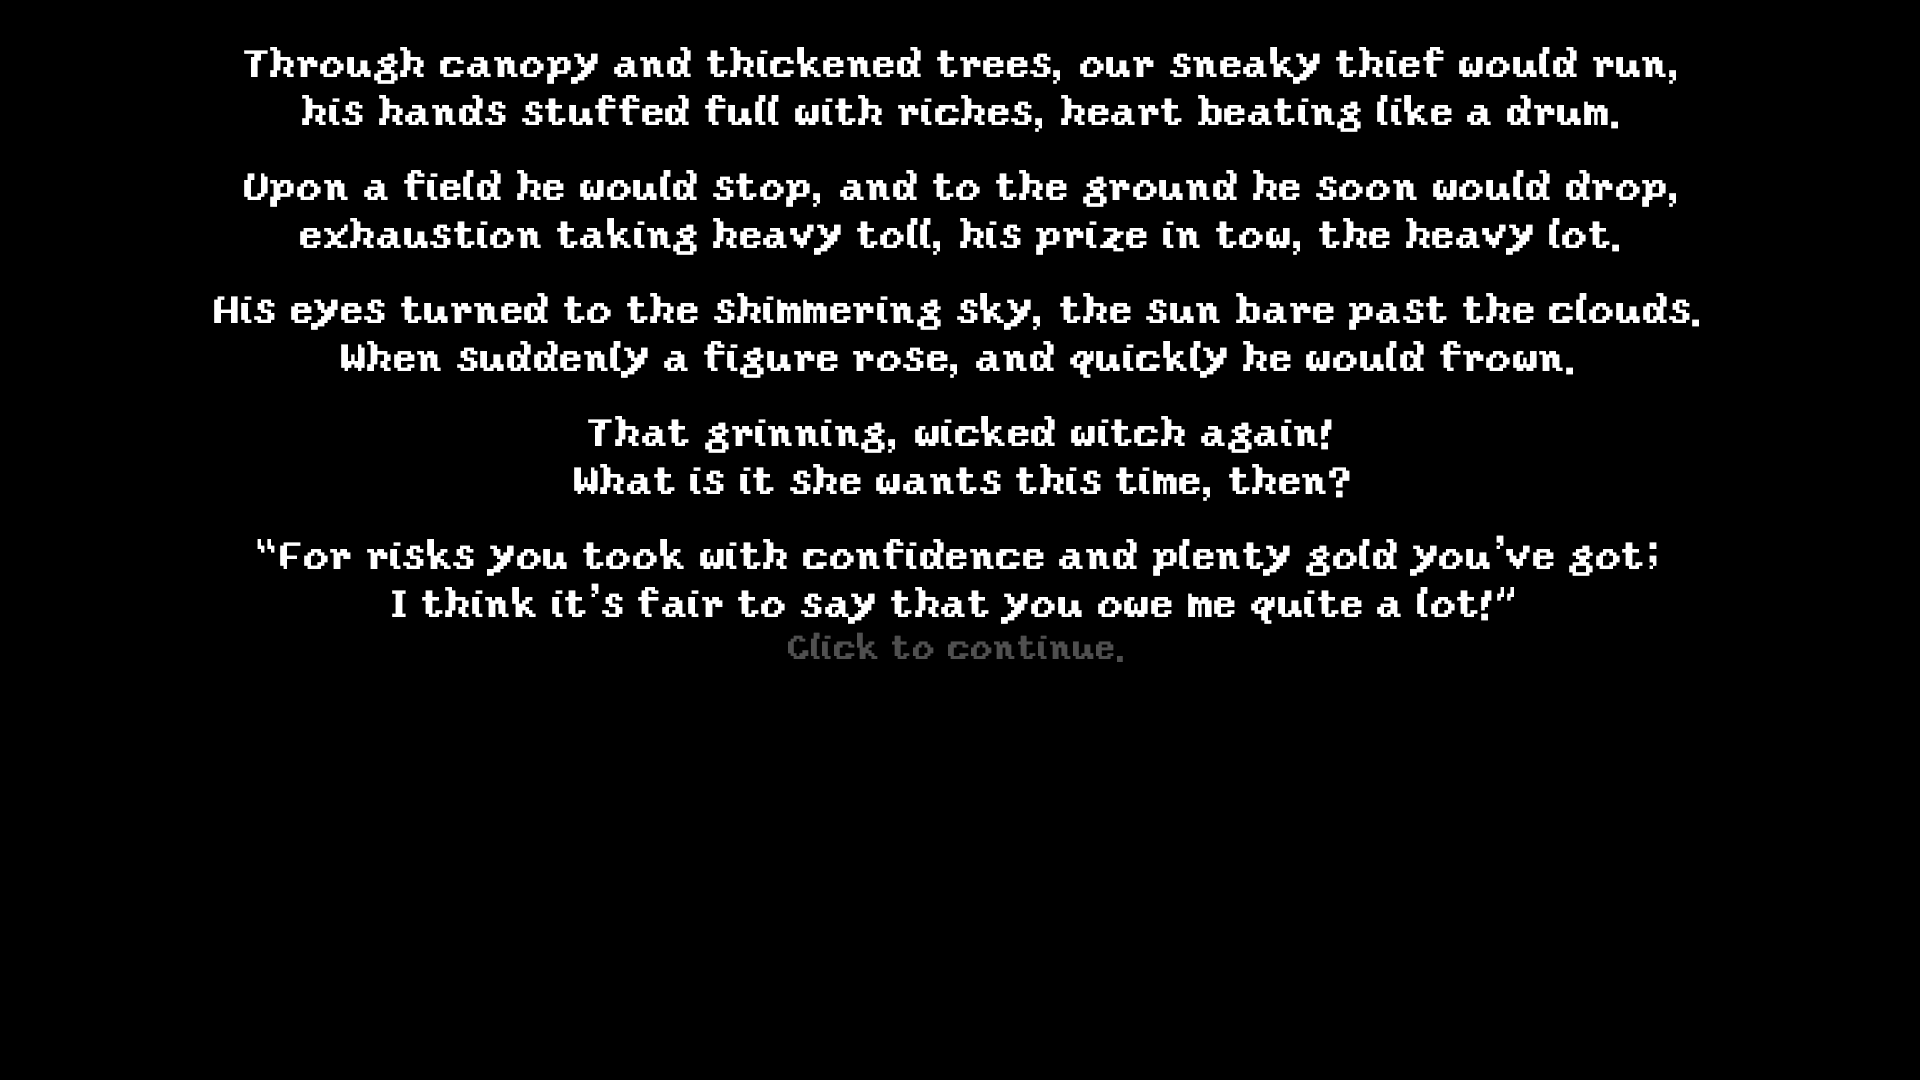 Through canopy and thickened trees, our sneaky thief would run,
his hands stuffed full with riches, heart beating like a drum.
Upon a field he would stop, and to the ground he soon would drop,
exhaustion taking heavy toll, his prize in tow, the heavy lot.
His eyes turned to the shimmering sky, the sun bare past the clouds.
When suddenly a figure rose, and quickly he would frown.
That grinning, wicked witch again!
What is it she wants this time, then?
“For risks you took with confidence and plenty gold you've got;
I think it's fair to say that you owe me quite a lot!”
Click to continue.